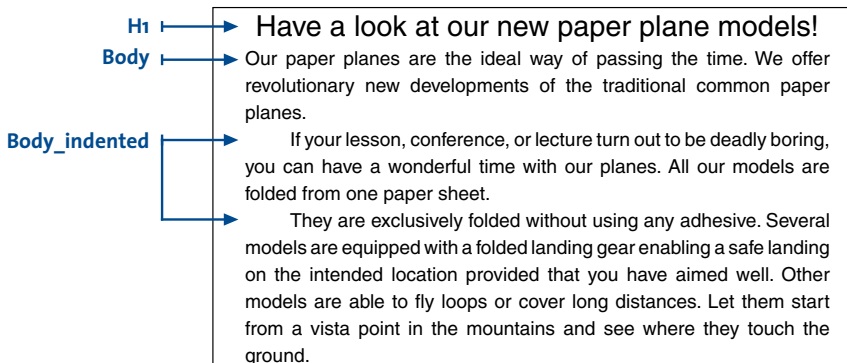 H1 Have a look at our new paper plane models!
Body Our paper planes are the ideal way of passing the time. We offer
revolutionary new developments of the traditional common paper
planes.
Body_indented If your lesson, conference, or lecture turn out to be deadly boring,
you can have a wonderful time with our planes. All our models are
folded from one paper sheet.
They are exclusively folded without using any adhesive. Several
models are equipped with a folded landing gear enabling a safe landing
on the intended location provided that you have aimed well. Other
models are able to fly loops or cover long distances. Let them start
from a vista point in the mountains and see where they touch the
ground.